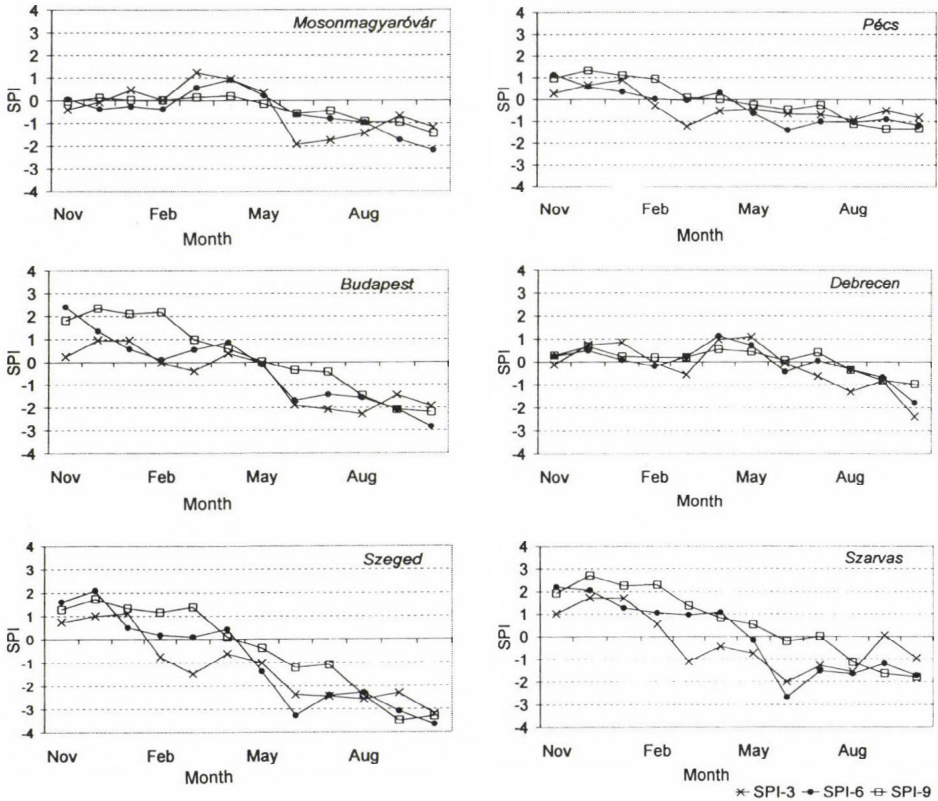 Mosonmagyaróvár
4
3
2
1
0
-1
-2
-3
-4
SPI
Nov Feb May Aug
Month
Pécs
4
3
2
1
0
-1
-2
-3
-4
SPI
Nov Feb May Aug
Month
Budapest
4
3
2
1
0
-1
-2
-3
-4
SPI
Nov Feb May Aug
Month
Debrecen
4
3
2
1
0
-1
-2
-3
-4
SPI
Nov Feb May Aug
Month
Szeged
4
3
2
1
0
-1
-2
-3
-4
SPI
Nov Feb May Aug
Month
Szarvas
4
3
2
1
0
-1
-2
-3
-4
SPI
Nov Feb May Aug
Month
SPI-3 SPI-6 SPI-9